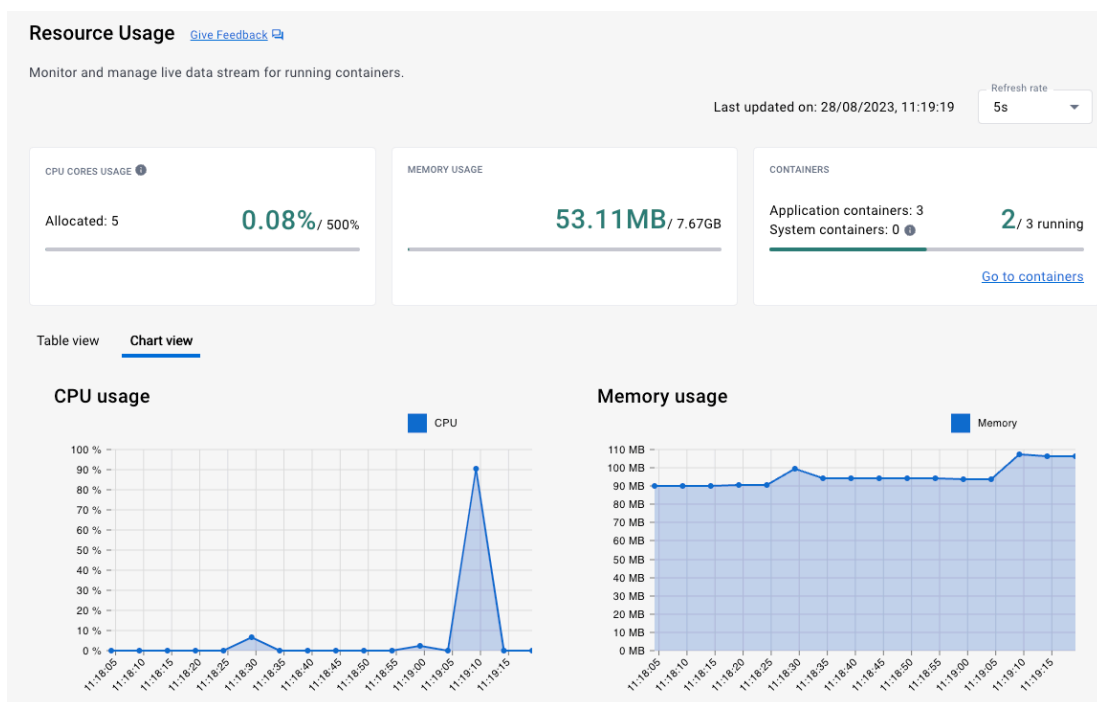 Resource Usage Give Feedback
Monitor and manage live data stream for running containers.
Refresh rate
Last updated on: 28/08/2023, 11:19:19 5s
CPU CORES USAGE
Allocated: 5 0.08% / 500%
MEMORY USAGE
53.11MB / 7.67GB
CONTAINERS
Application containers: 3
System containers: 0
2 / 3 running
Go to containers
Table view Chart view
CPU usage
CPU
100 %
90 %
80 %
70 %
60 %
50 %
40 %
30 %
20 %
10 %
0 %
11:18:05 11:18:10 11:18:15 11:18:20 11:18:25 11:18:30 11:18:35 11:18:40 11:18:45 11:18:50 11:18:55 11:19:00 11:19:05 11:19:10 11:19:15
Memory usage
Memory
110 MB
100 MB
90 MB
80 MB
70 MB
60 MB
50 MB
40 MB
30 MB
20 MB
10 MB
0 MB
11:18:05 11:18:10 11:18:15 11:18:20 11:18:25 11:18:30 11:18:35 11:18:40 11:18:45 11:18:50 11:18:55 11:19:00 11:19:05 11:19:10 11:19:15